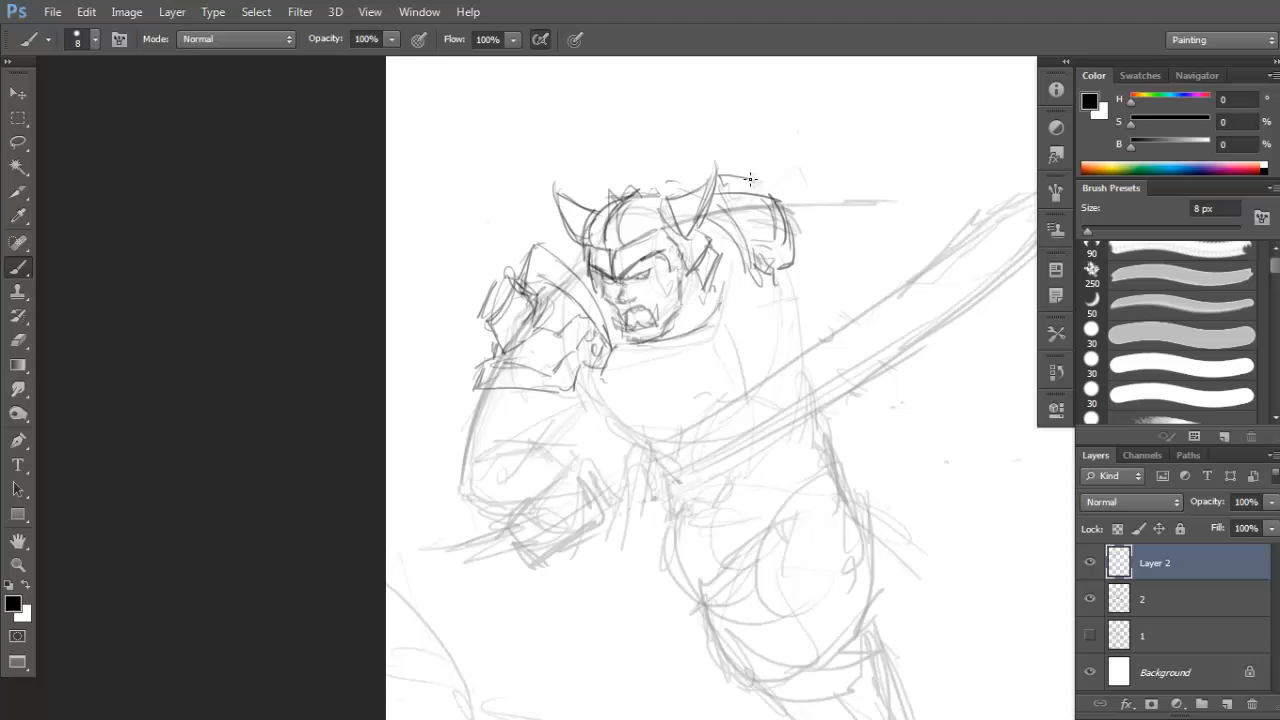 Ps File Edit Image Layer Type Select Filter 3D View Window Help
8 Mode: Normal Opacity: 100% Flow: 100% Painting
Color Swatches Navigator
H 0 °
S 0 %
B 0 %
Brush Presets
Size: 8 px
90
250
50
30
30
30
Layers Channels Paths
Kind
Normal Opacity: 100%
Lock: Fill: 100%
Layer 2
2
1
Background